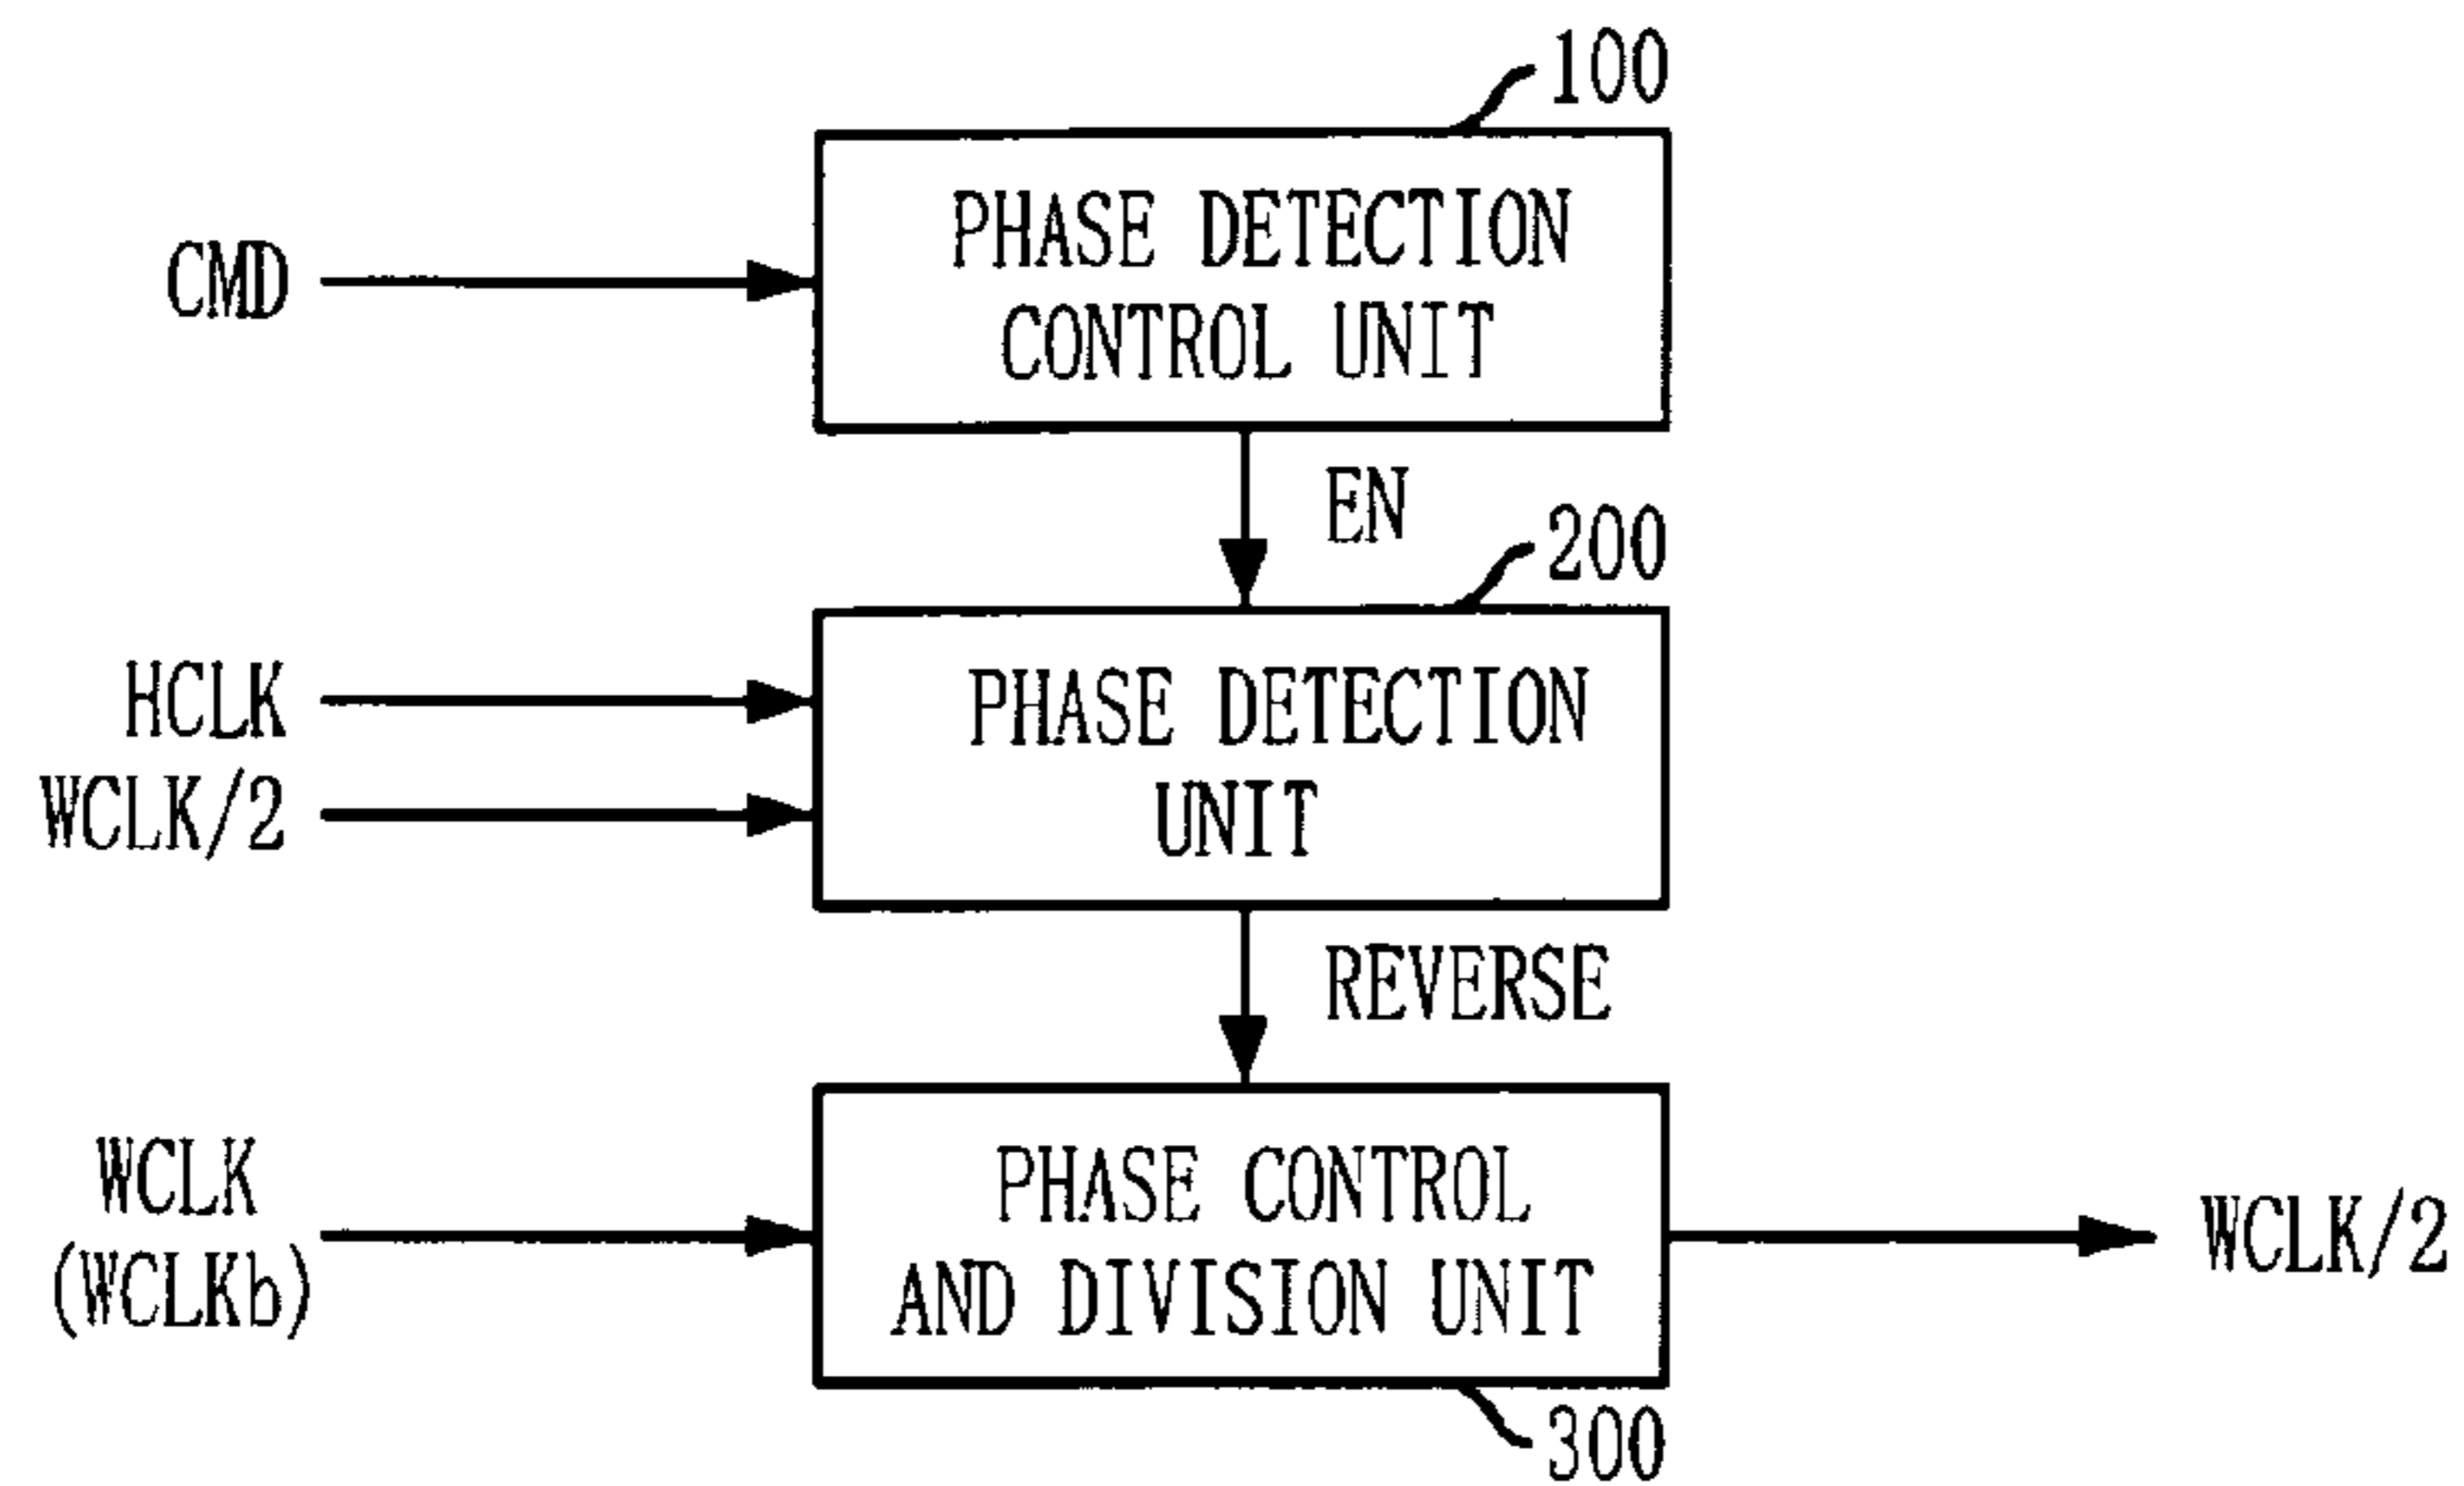 100
PHASE DETECTION
CONTROL UNIT
CMD
EN
200
HCLK
WCLK/2
PHASE DETECTION
UNIT
REVERSE
WCLK
(WCLKb)
PHASE CONTROL
AND DIVISION UNIT
WCLK/2
300